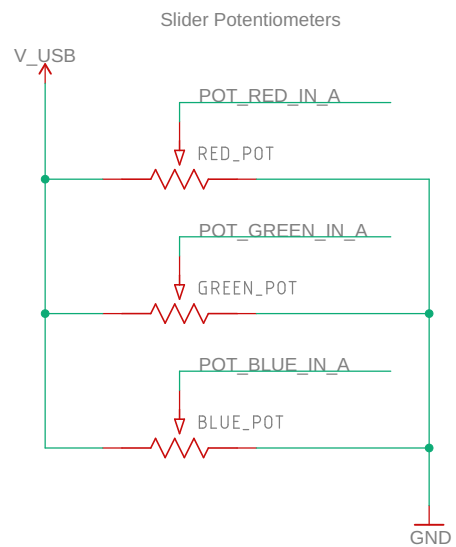 Slider Potentiometers
V_USB
POT_RED_IN_A
RED_POT
POT_GREEN_IN_A
GREEN_POT
POT_BLUE_IN_A
BLUE_POT
GND